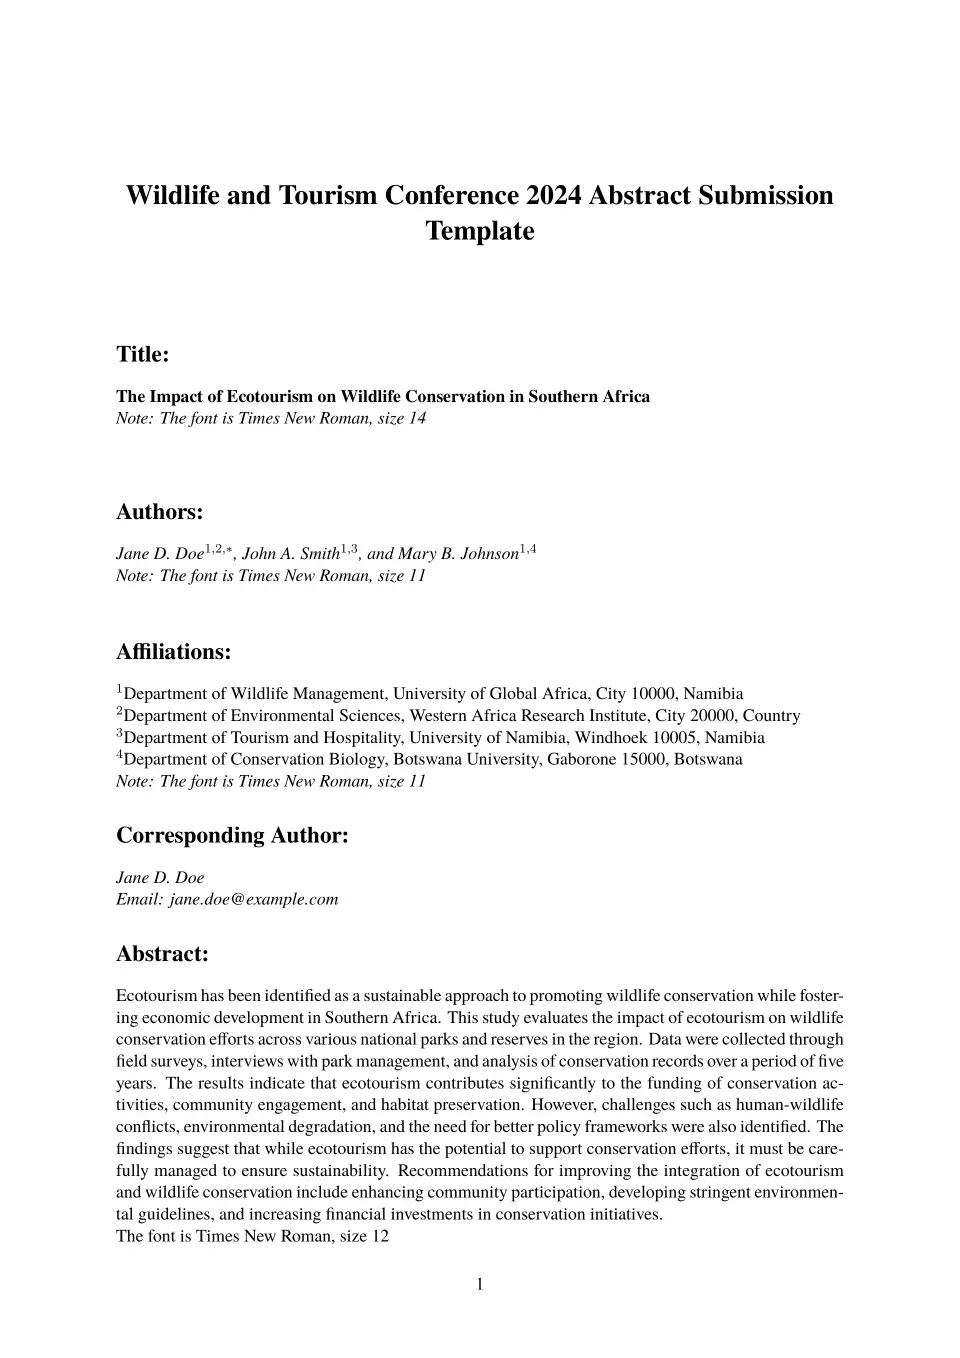 Wildlife and Tourism Conference 2024 Abstract Submission
Template
Title:
The Impact of Ecotourism on Wildlife Conservation in Southern Africa
Note: The font is Times New Roman, size 14
Authors:
Jane D. Doe1,2,*, John A. Smith1,3, and Mary B. Johnson1,4
Note: The font is Times New Roman, size 11
Affiliations:
1Department of Wildlife Management, University of Global Africa, City 10000, Namibia
2Department of Environmental Sciences, Western Africa Research Institute, City 20000, Country
3Department of Tourism and Hospitality, University of Namibia, Windhoek 10005, Namibia
4Department of Conservation Biology, Botswana University, Gaborone 15000, Botswana
Note: The font is Times New Roman, size 11
Corresponding Author:
Jane D. Doe
Email: jane.doe@example.com
Abstract:
Ecotourism has been identified as a sustainable approach to promoting wildlife conservation while foster-
ing economic development in Southern Africa. This study evaluates the impact of ecotourism on wildlife
conservation efforts across various national parks and reserves in the region. Data were collected through
field surveys, interviews with park management, and analysis of conservation records over a period of five
years. The results indicate that ecotourism contributes significantly to the funding of conservation ac-
tivities, community engagement, and habitat preservation. However, challenges such as human-wildlife
conflicts, environmental degradation, and the need for better policy frameworks were also identified. The
findings suggest that while ecotourism has the potential to support conservation efforts, it must be care-
fully managed to ensure sustainability. Recommendations for improving the integration of ecotourism
and wildlife conservation include enhancing community participation, developing stringent environmen-
tal guidelines, and increasing financial investments in conservation initiatives.
The font is Times New Roman, size 12
1